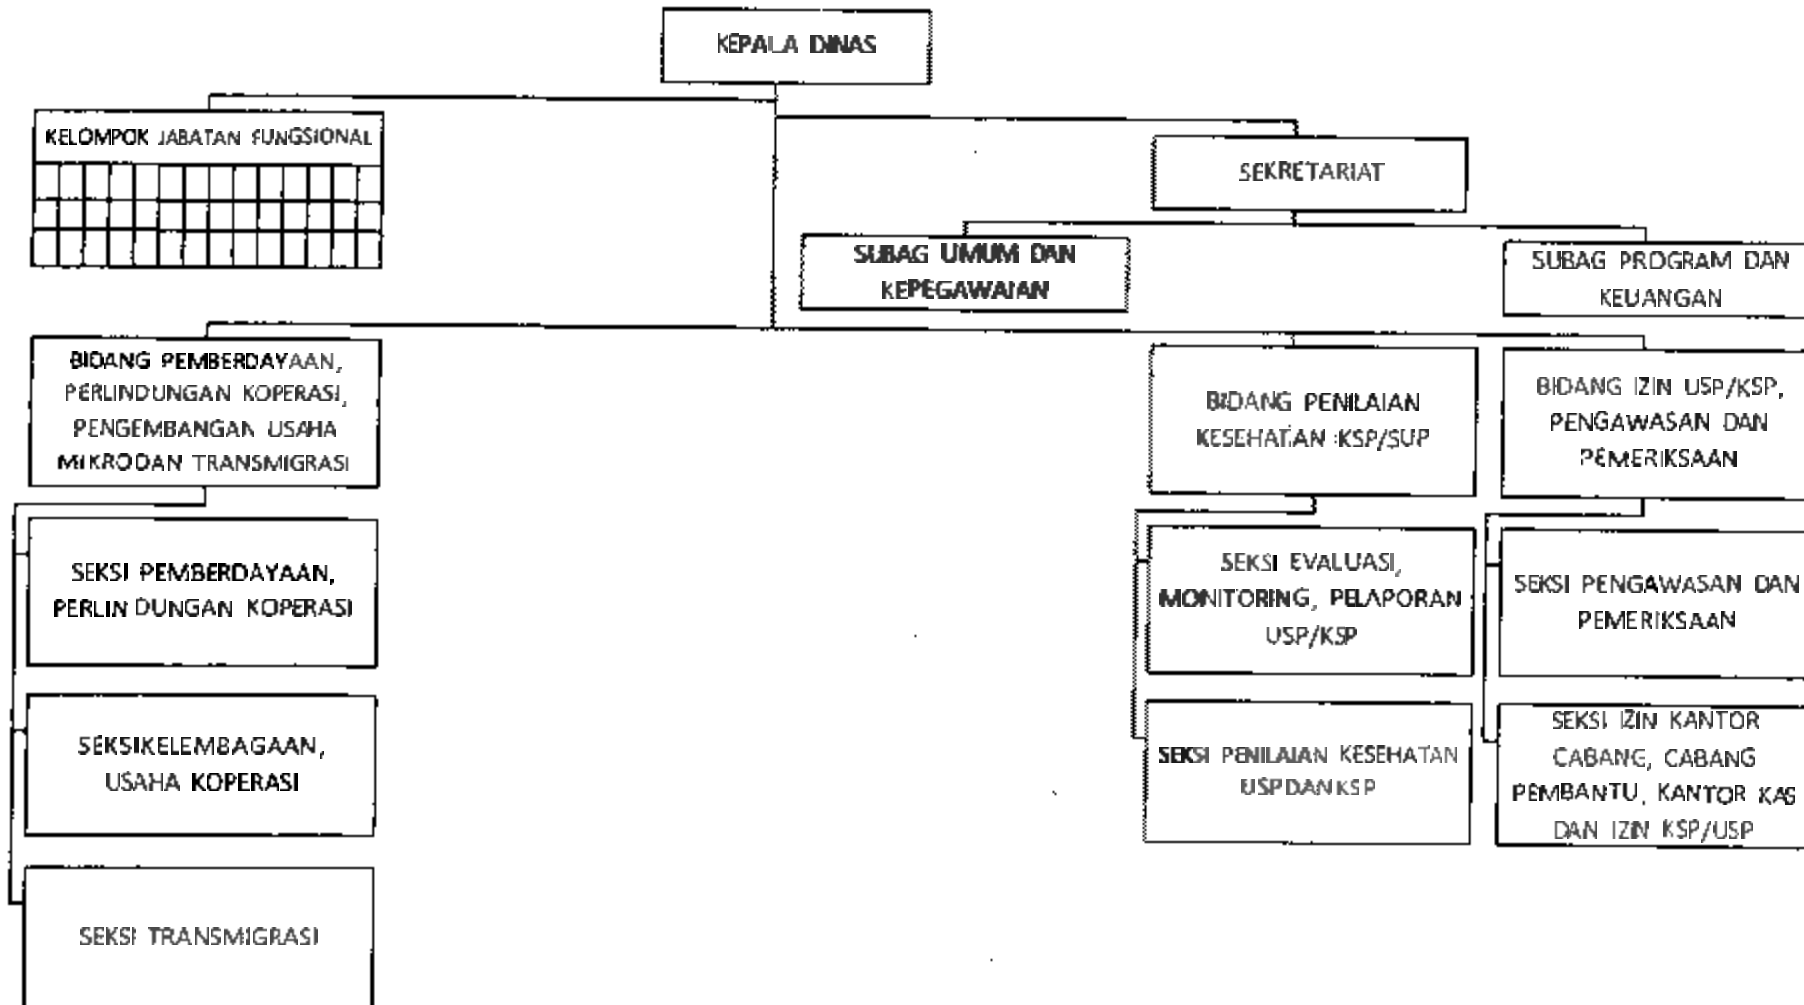 KEPALA DINAS
KELOMPOK JABATAN FUNGSIONAL
SEKRETARIAT
SUBAG UMUM DAN
KEPEGAWAIAN
SUBAG PROGRAM DAN
KEUANGAN
BIDANG PEMBERDAYAAN,
PERLINDUNGAN KOPERASI,
PENGEMBANGAN USAHA
MIKRODAN TRANSMIGRASI
BIDANG PENILAIAN
KESEHATAN KSP/SUP
BIDANG IZIN USP/KSP,
PENGAWASAN DAN
PEMERIKSAAN
SEKSI PEMBERDAYAAN,
PERLINDUNGAN KOPERASI
SEKSI EVALUASI,
MONITORING, PELAPORAN
USP/KSP
SEKSI PENGAWASAN DAN
PEMERIKSAAN
SEKSIKELEMBAGAAN,
USAHA KOPERASI
SEKSI PENILAIAN KESEHATAN
USPDANKSP
SEKSI IZIN KANTOR
CABANG, CABANG
PEMBANTU, KANTOR KAS
DAN IZIN KSP/USP
SEKSI TRANSMIGRASI